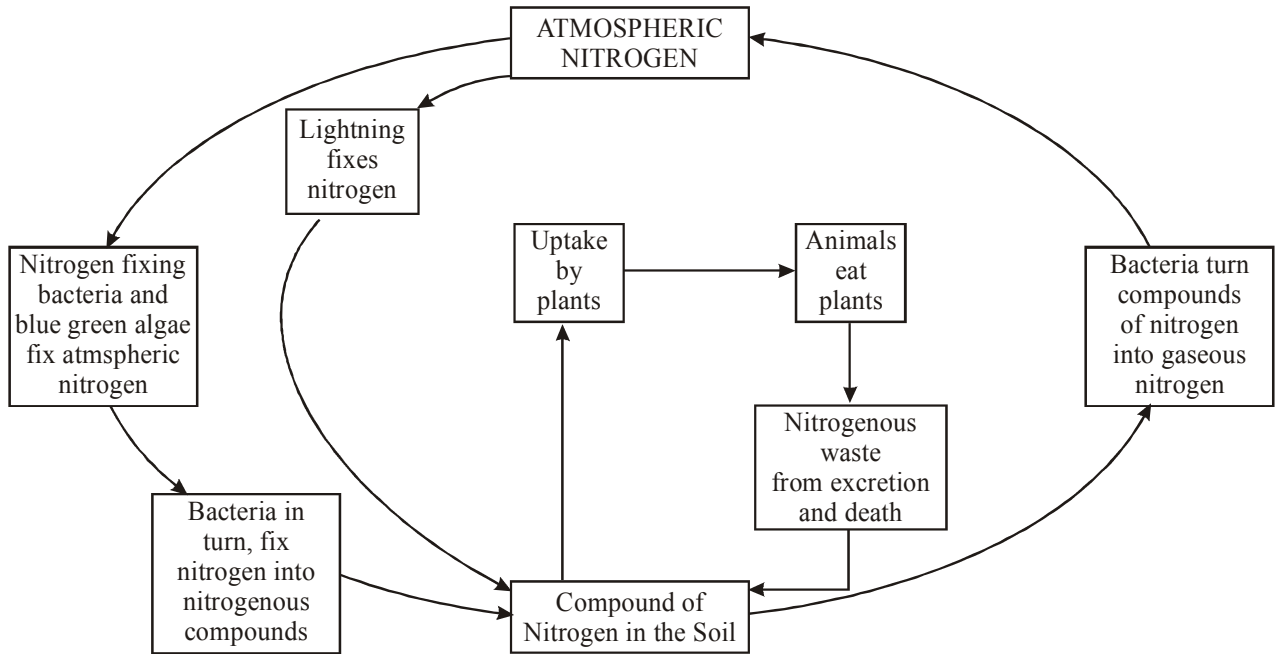 ATMOSPHERIC
NITROGEN
Lightning
fixes
nitrogen
Uptake
by
plants
Animals
eat
plants
Nitrogen fixing
bacteria and
blue green algae
fix atmspheric
nitrogen
Bacteria turn
compounds
of nitrogen
into gaseous
nitrogen
Nitrogenous
waste
from excretion
and death
Bacteria in
turn, fix
nitrogen into
nitrogenous
compounds
Compound of
Nitrogen in the Soil